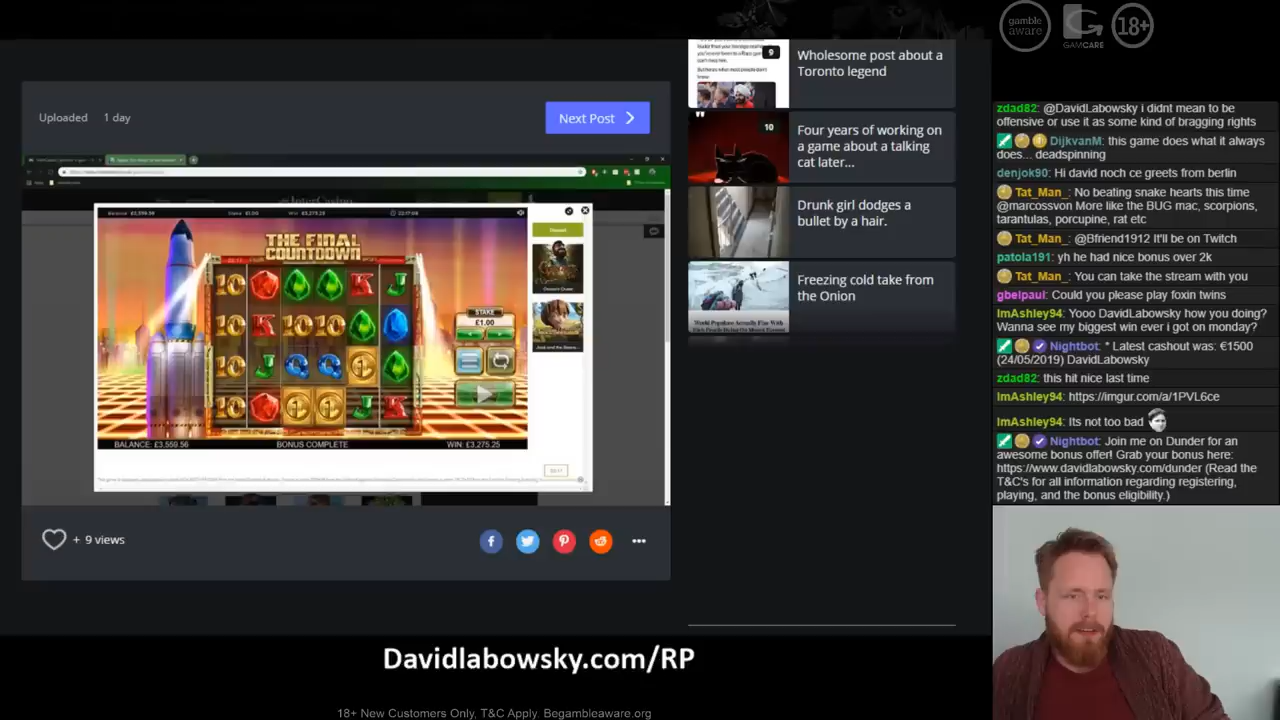 gamble
aware
GAMCARE
18+
Uploaded 1 day
Next Post
9
Wholesome post about a
Toronto legend
10
Four years of working on
a game about a talking
cat later...
Drunk girl dodges a
bullet by a hair.
Freezing cold take from
the Onion
THE FINAL
COUNTDOWN
10 K J
10 K 10 10
10 J
10 J K
STAKE
£1.00
BALANCE: £3,559.56
BONUS COMPLETE
WIN: £3,275.25
+ 9 views
zdad82: @DavidLabowsky i didnt mean to be
offensive or use it as some kind of bragging rights
DijkvanM: this game does what it always
does... deadspinning
denjok90: Hi david noch ce greets from berlin
Tat_Man_: No beating snake hearts this time
@marcossvon More like the BUG mac, scorpions,
tarantulas, porcupine, rat etc
Tat_Man_: @Bfriend1912 It'll be on Twitch
patola191: yh he had nice bonus over 2k
Tat_Man_: You can take the stream with you
gbelpaul: Could you please play foxin twins
ImAshley94: Yooo DavidLabowsky how you doing?
Wanna see my biggest win ever i got on monday?
Nightbot: * Latest cashout was: €1500
(24/05/2019) DavidLabowsky
zdad82: this hit nice last time
ImAshley94: https://imgur.com/a/1PVL6ce
ImAshley94: Its not too bad
Nightbot: Join me on Dunder for an
awesome bonus offer! Grab your bonus here:
https://www.davidlabowsky.com/dunder (Read the
T&C's for all information regarding registering,
playing, and the bonus eligibility.)
Davidlabowsky.com/RP
18+ New Customers Only, T&C Apply. Begambleaware.org